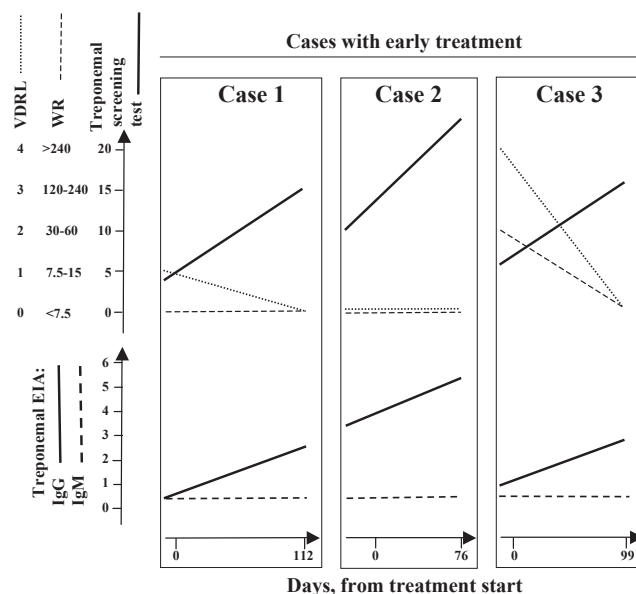 VDRL
WR
Treponemal
screening
test
Cases with early treatment
Case 1
Case 2
Case 3
4 >240 20
3 120-240 15
2 30-60 10
1 7.5-15 5
0 <7.5 0
Treponemal EIA:
IgG
IgM
6
5
4
3
2
1
0
0 112 0 76 0 99
Days, from treatment start